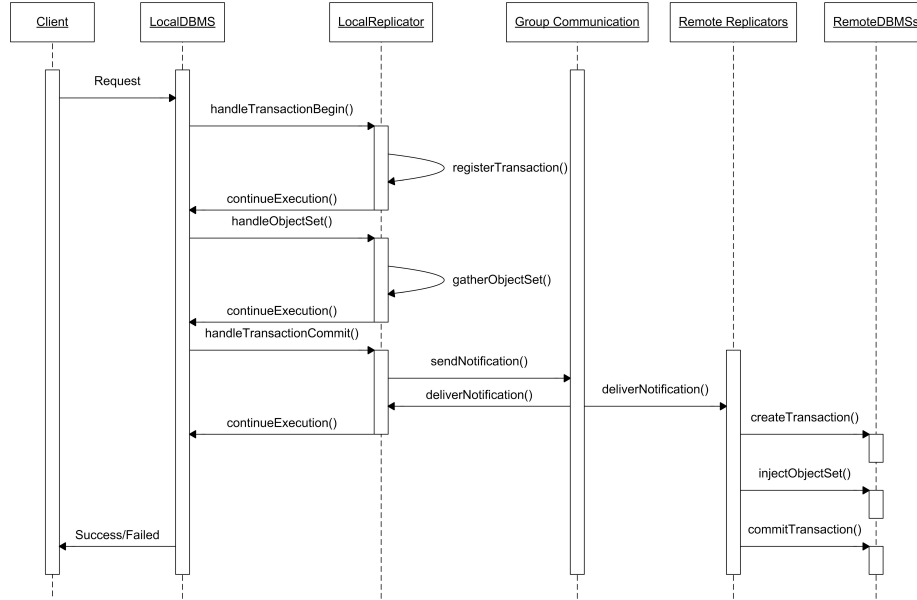 Client
LocalDBMS
LocalReplicator
Group Communication
Remote Replicators
RemoteDBMSs
Request
handleTransactionBegin()
registerTransaction()
continueExecution()
handleObjectSet()
gatherObjectSet()
continueExecution()
handleTransactionCommit()
sendNotification()
deliverNotification()
deliverNotification()
continueExecution()
createTransaction()
injectObjectSet()
commitTransaction()
Success/Failed